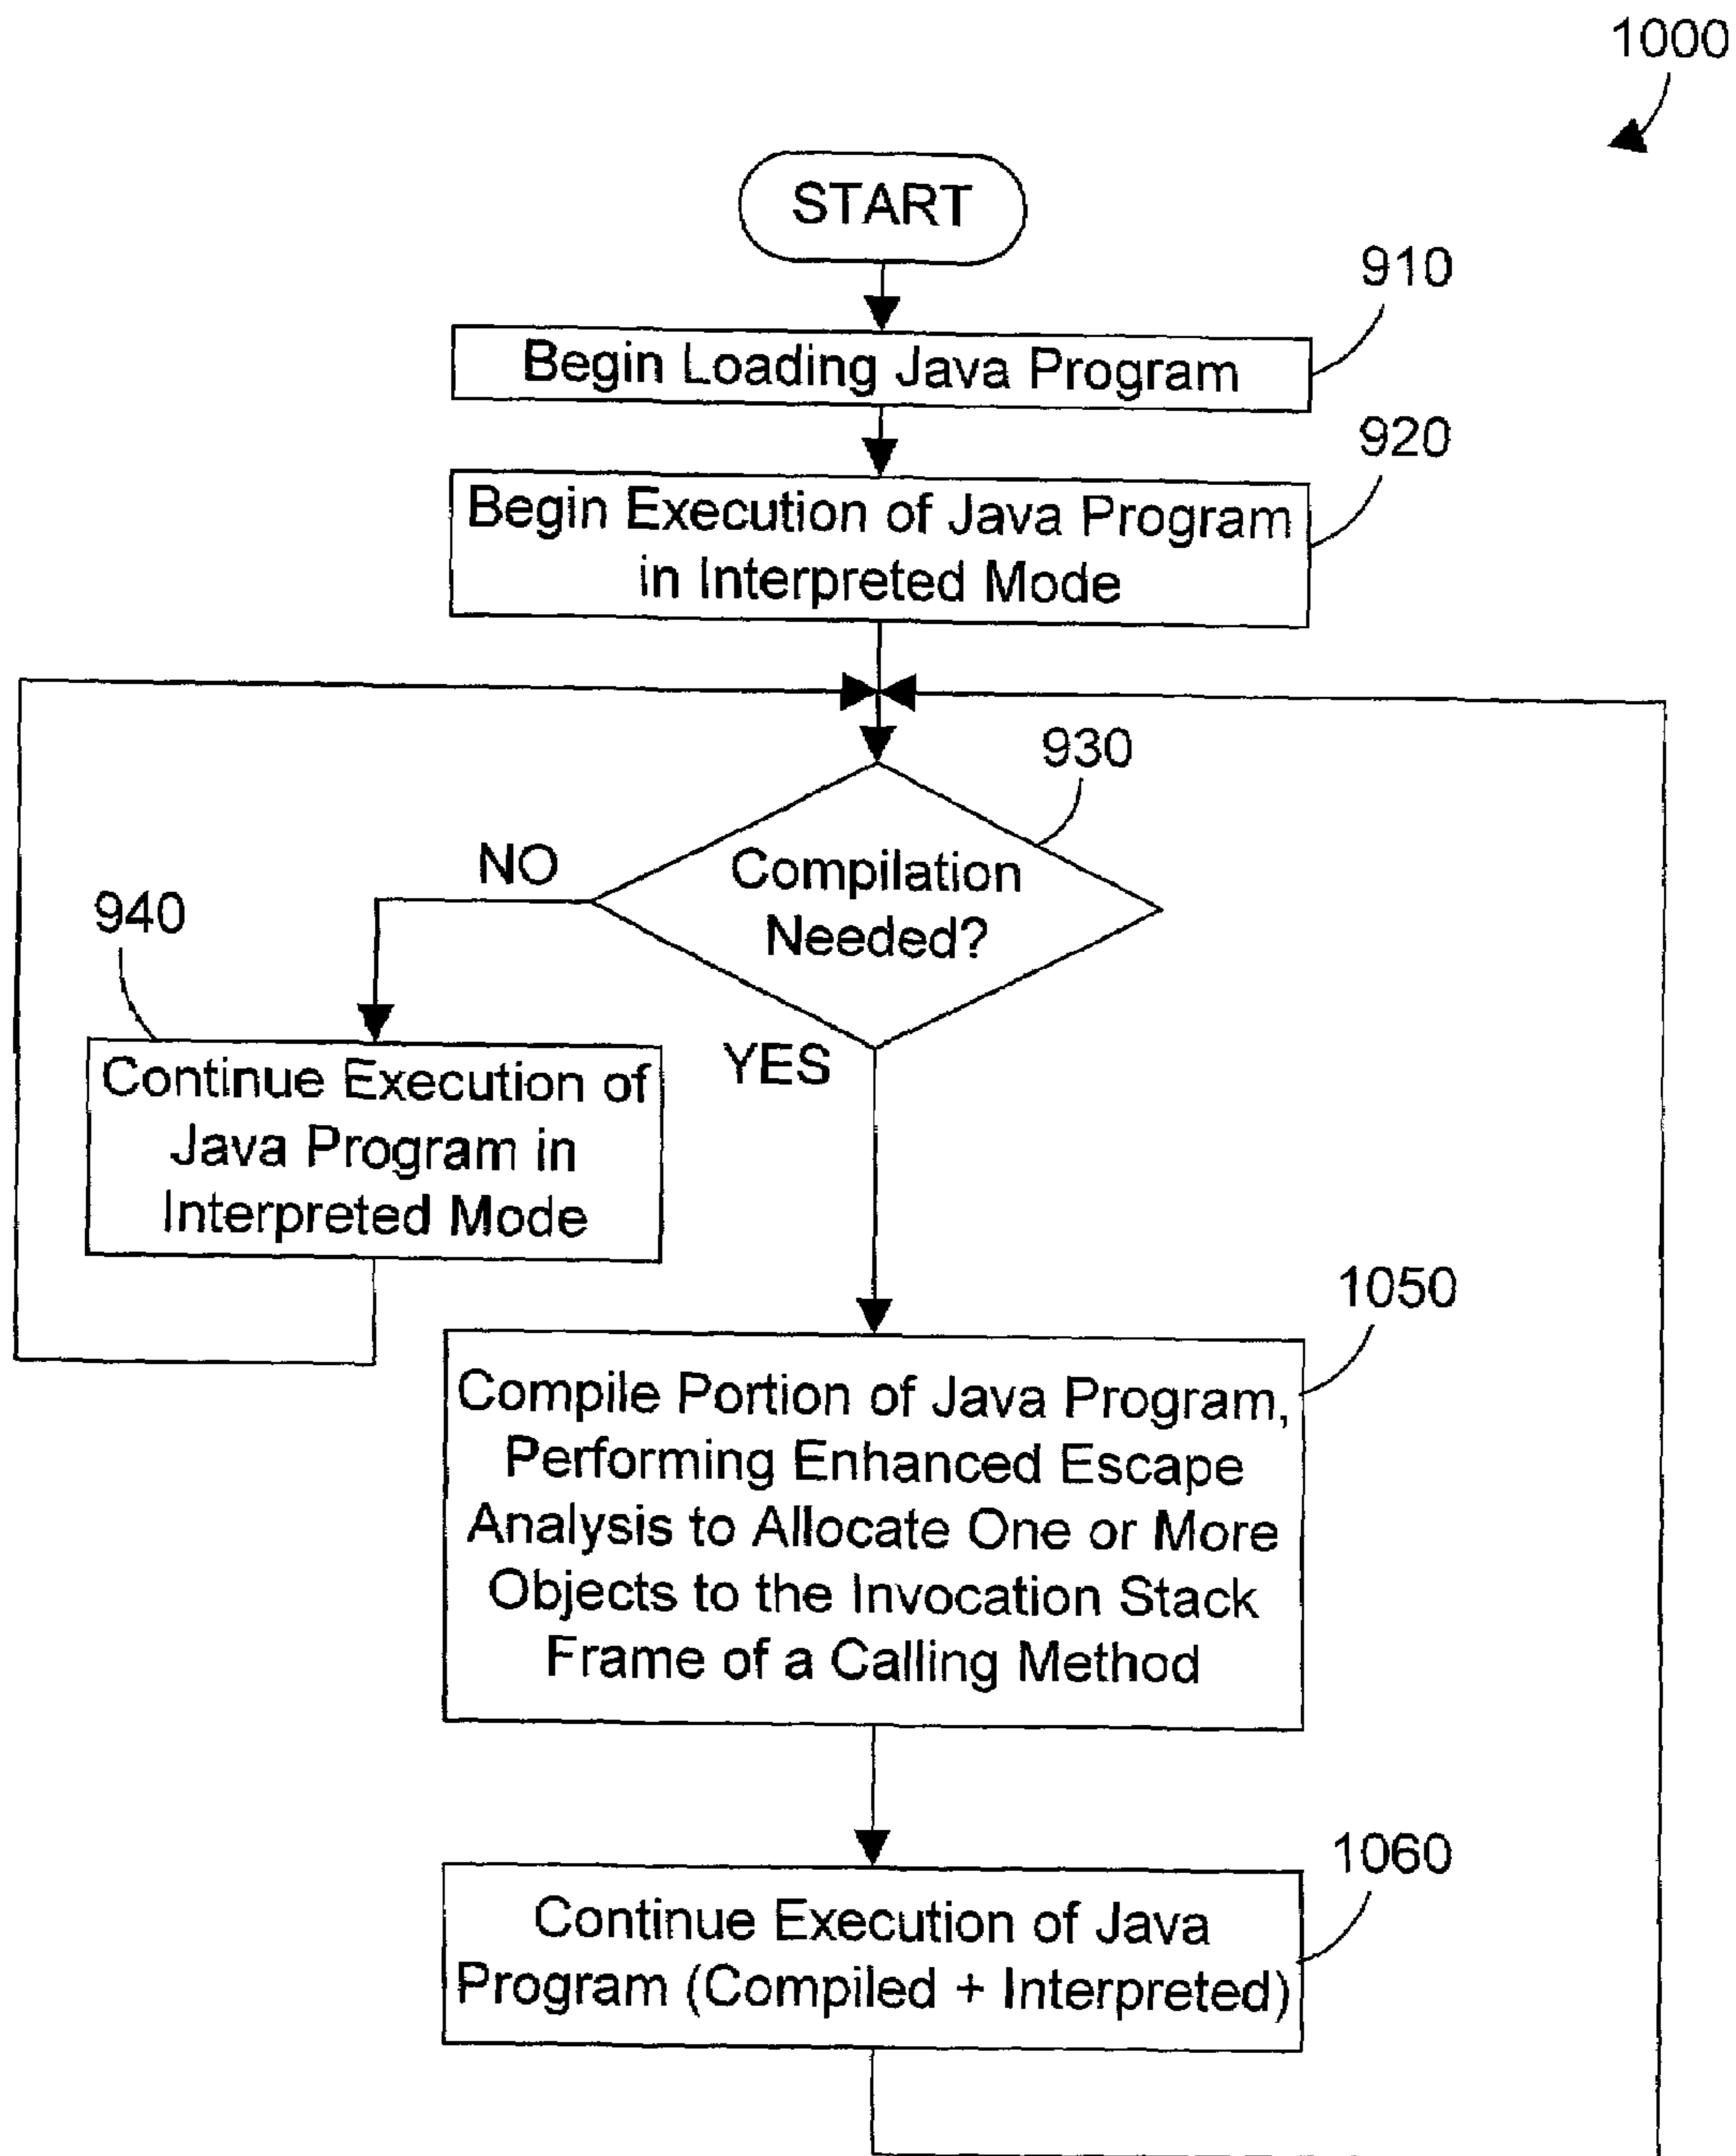 1000
START
910
Begin Loading Java Program
920
Begin Execution of Java Program
in Interpreted Mode
930
Compilation
Needed?
NO
940
YES
Continue Execution of
Java Program in
Interpreted Mode
1050
Compile Portion of Java Program,
Performing Enhanced Escape
Analysis to Allocate One or More
Objects to the Invocation Stack
Frame of a Calling Method
1060
Continue Execution of Java
Program (Compiled + Interpreted)